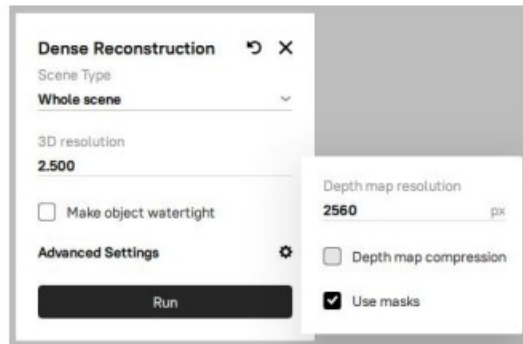 Dense Reconstruction
Scene Type
Whole scene
3D resolution
2.500
Make object watertight
Advanced Settings
Run
Depth map resolution
2560 px
Depth map compression
Use masks